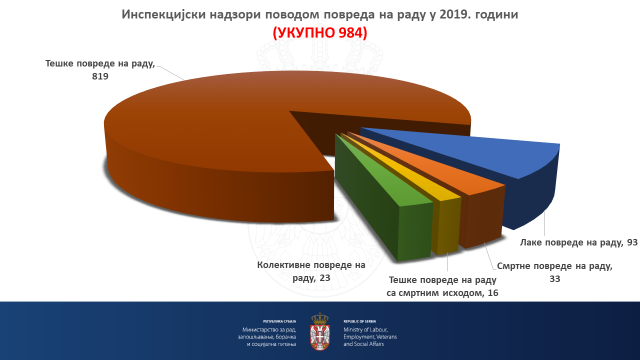 Инспекцијски надзори поводом повреда на раду у 2019. години
(УКУПНО 984)
Тешке повреде на раду,
819
Лаке повреде на раду, 93
Смртне повреде на раду,
33
Тешке повреде на раду
са смртним исходом, 16
Колективне повреде на
раду, 23
РЕПУБЛИКА СРБИЈА
Министарство за рад,
запошљавање, борачка
и социјална питања
REPUBLIC OF SERBIA
Ministry of Labour,
Employment, Veterans
and Social Affairs